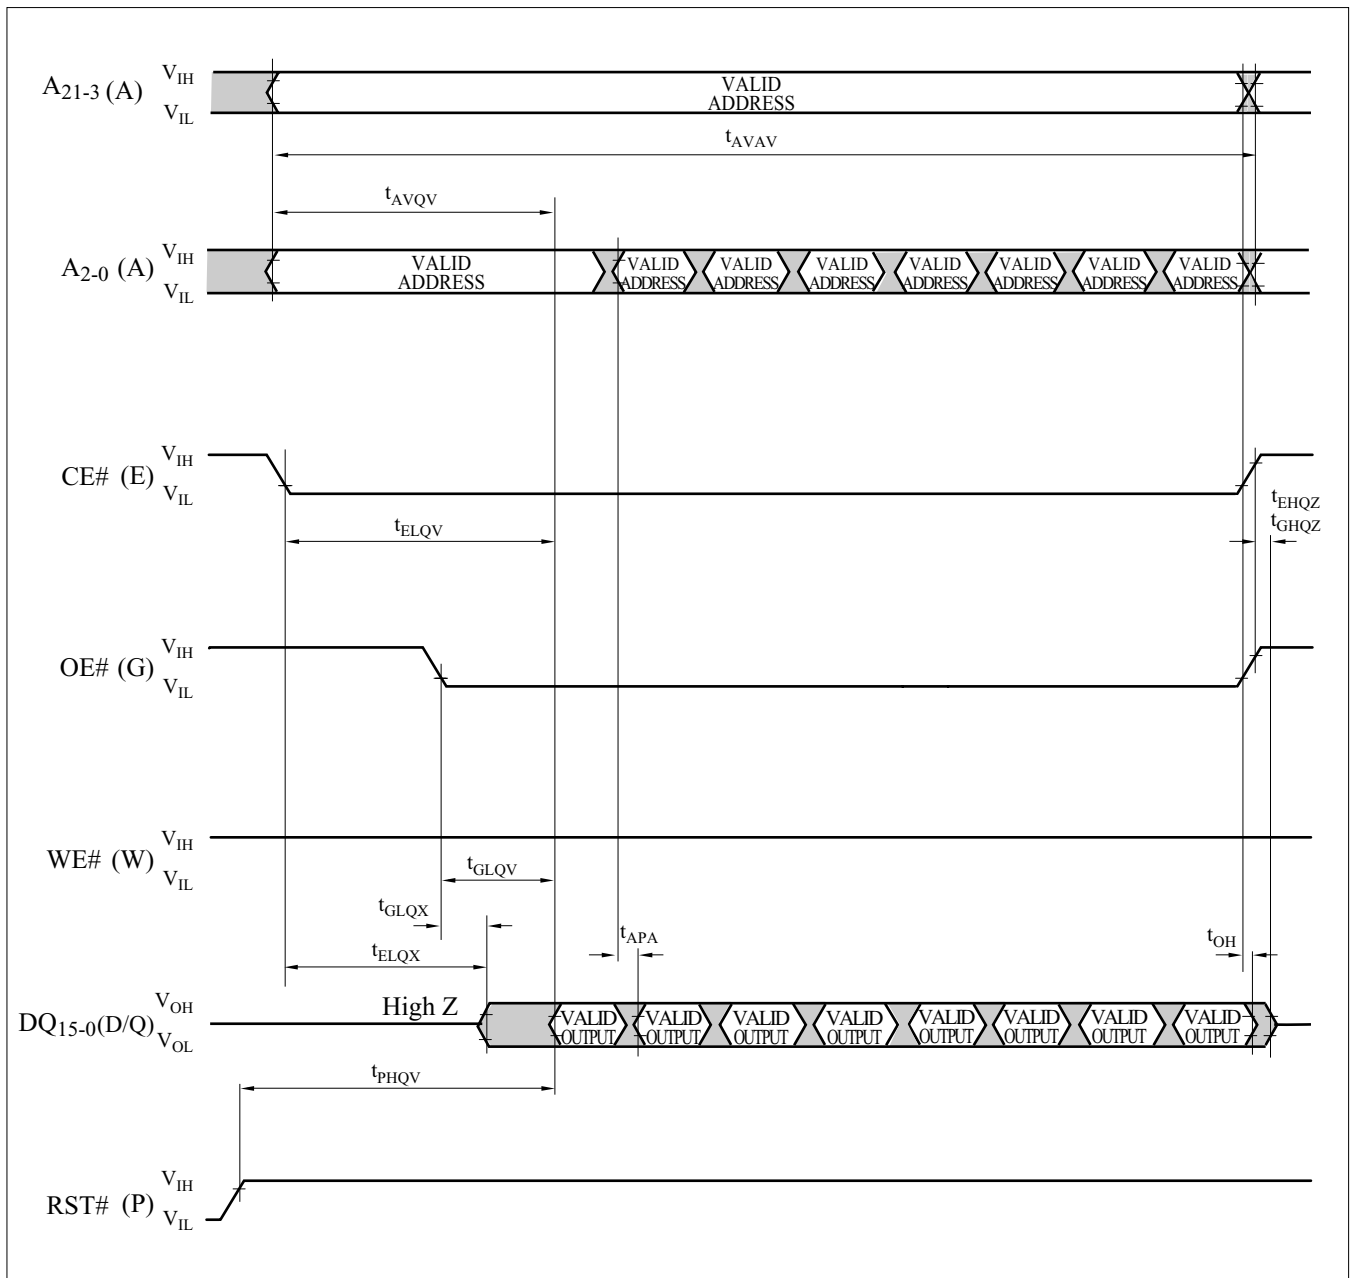 A21-3 (A) VIH VIL VALID ADDRESS
tAVAV
tAVQV
A2-0 (A) VIH VIL VALID ADDRESS VALID ADDRESS VALID ADDRESS VALID ADDRESS VALID ADDRESS VALID ADDRESS VALID ADDRESS VALID ADDRESS
CE# (E) VIH VIL
tEHQZ
tGHQZ
tELQV
OE# (G) VIH VIL
WE# (W) VIH VIL
tGLQV
tGLQX
tAPA
tOH
tELQX
DQ15-0(D/Q) VOH VOL High Z VALID OUTPUT VALID OUTPUT VALID OUTPUT VALID OUTPUT VALID OUTPUT VALID OUTPUT VALID OUTPUT VALID OUTPUT
tPHQV
RST# (P) VIH VIL